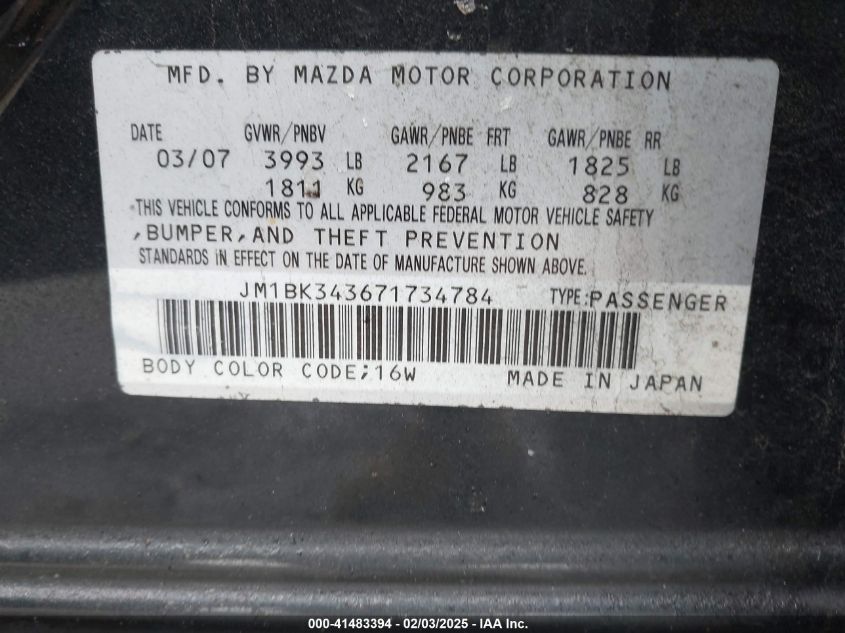 MFD. BY MAZDA MOTOR CORPORATION
DATE GVWR/PNBV GAWR/PNBE FRT GAWR/PNBE RR
03/07 3993 LB 2167 LB 1825 LB
1811 KG 983 KG 828 KG
THIS VEHICLE CONFORMS TO ALL APPLICABLE FEDERAL MOTOR VEHICLE SAFETY
,BUMPER,AND THEFT PREVENTION
STANDARDS IN EFFECT ON THE DATE OF MANUFACTURE SHOWN ABOVE.
JM1BK343671734784 TYPE:PASSENGER
BODY COLOR CODE;16W MADE IN JAPAN
000-41483394 - 02/03/2025 - IAA Inc.